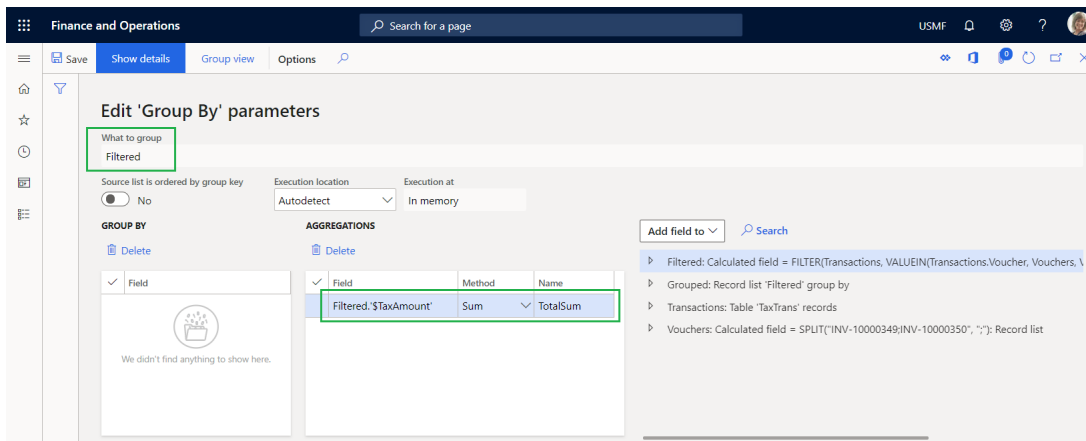 Finance and Operations
Search for a page
USMF
?
Save
Show details
Group view
Options
0
Edit 'Group By' parameters
What to group
Filtered
Source list is ordered by group key
Execution location
Execution at
No
Autodetect
In memory
GROUP BY
AGGREGATIONS
Add field to
Search
Delete
Delete
Filtered: Calculated field = FILTER(Transactions, VALUEIN(Transactions.Voucher, Vouchers,
Field
Field
Method
Name
Grouped: Record list 'Filtered' group by
Filtered.'$TaxAmount'
Sum
TotalSum
Transactions: Table 'TaxTrans' records
Vouchers: Calculated field = SPLIT("INV-10000349;INV-10000350", ";"): Record list
We didn't find anything to show here.